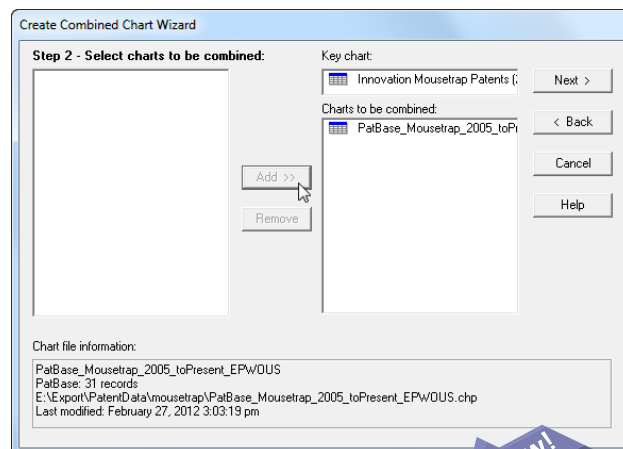 Create Combined Chart Wizard
Step 2 - Select charts to be combined:
Key chart:
Innovation Mousetrap Patents (
Next >
Charts to be combined:
PatBase_Mousetrap_2005_toPr
< Back
Cancel
Add >>
Help
Remove
Chart file information:
PatBase_Mousetrap_2005_toPresent_EPWOUS
PatBase: 31 records
E:\Export\PatentData\mousetrap\PatBase_Mousetrap_2005_toPresent_EPWOUS.chp
Last modified: February 27, 2012 3:03:19 pm